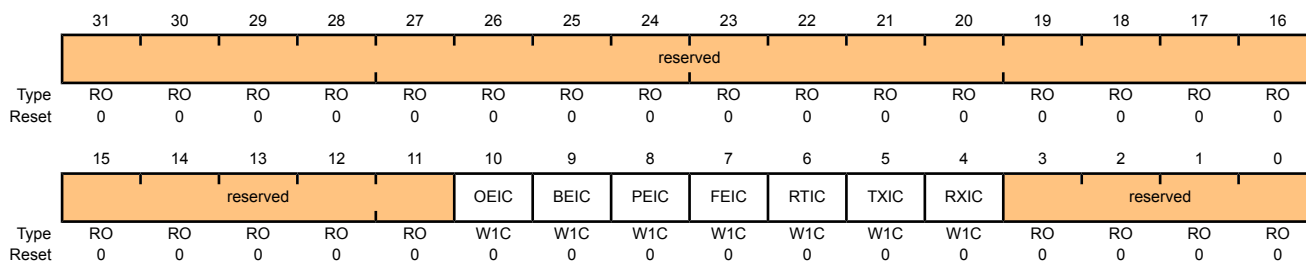 31 30 29 28 27 26 25 24 23 22 21 20 19 18 17 16
reserved
Type RO RO RO RO RO RO RO RO RO RO RO RO RO RO RO RO
Reset 0 0 0 0 0 0 0 0 0 0 0 0 0 0 0 0
15 14 13 12 11 10 9 8 7 6 5 4 3 2 1 0
reserved OEIC BEIC PEIC FEIC RTIC TXIC RXIC reserved
Type RO RO RO RO RO W1C W1C W1C W1C W1C W1C W1C RO RO RO RO
Reset 0 0 0 0 0 0 0 0 0 0 0 0 0 0 0 0